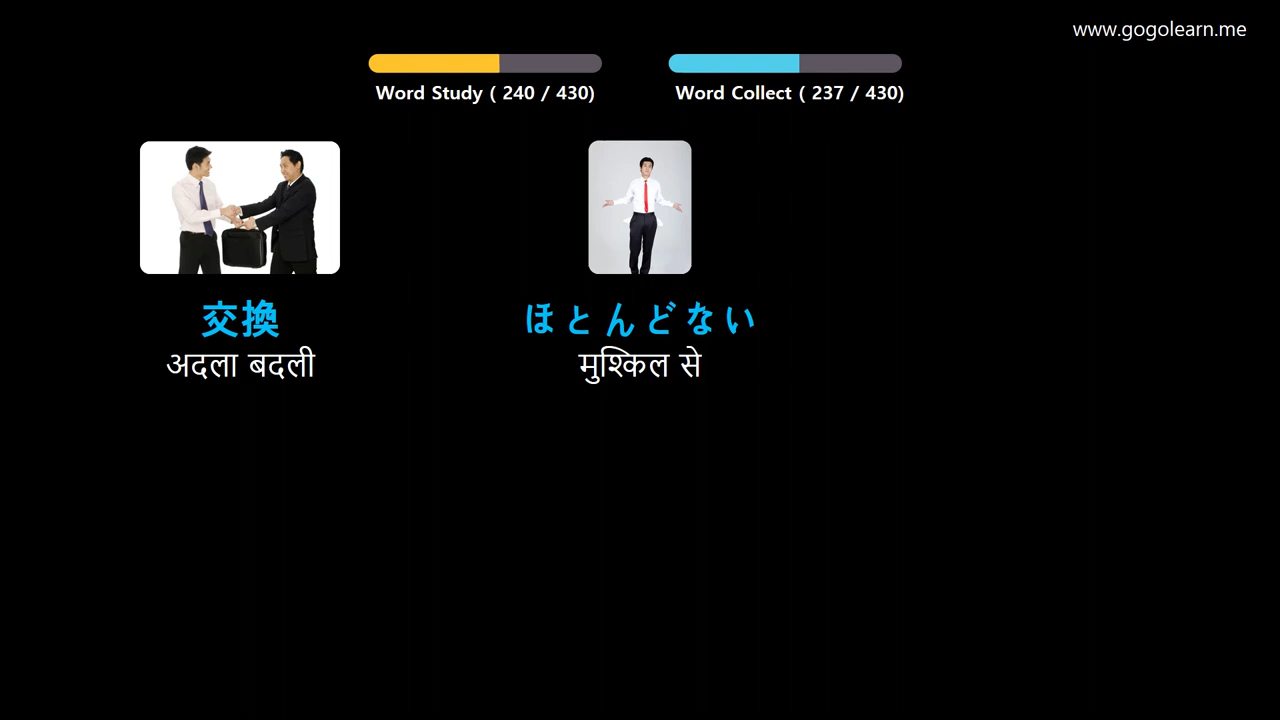 www.gogolearn.me
Word Study ( 240 / 430)
Word Collect ( 237 / 430)
交換
अदला बदली
ほとんどない
मुश्किल से